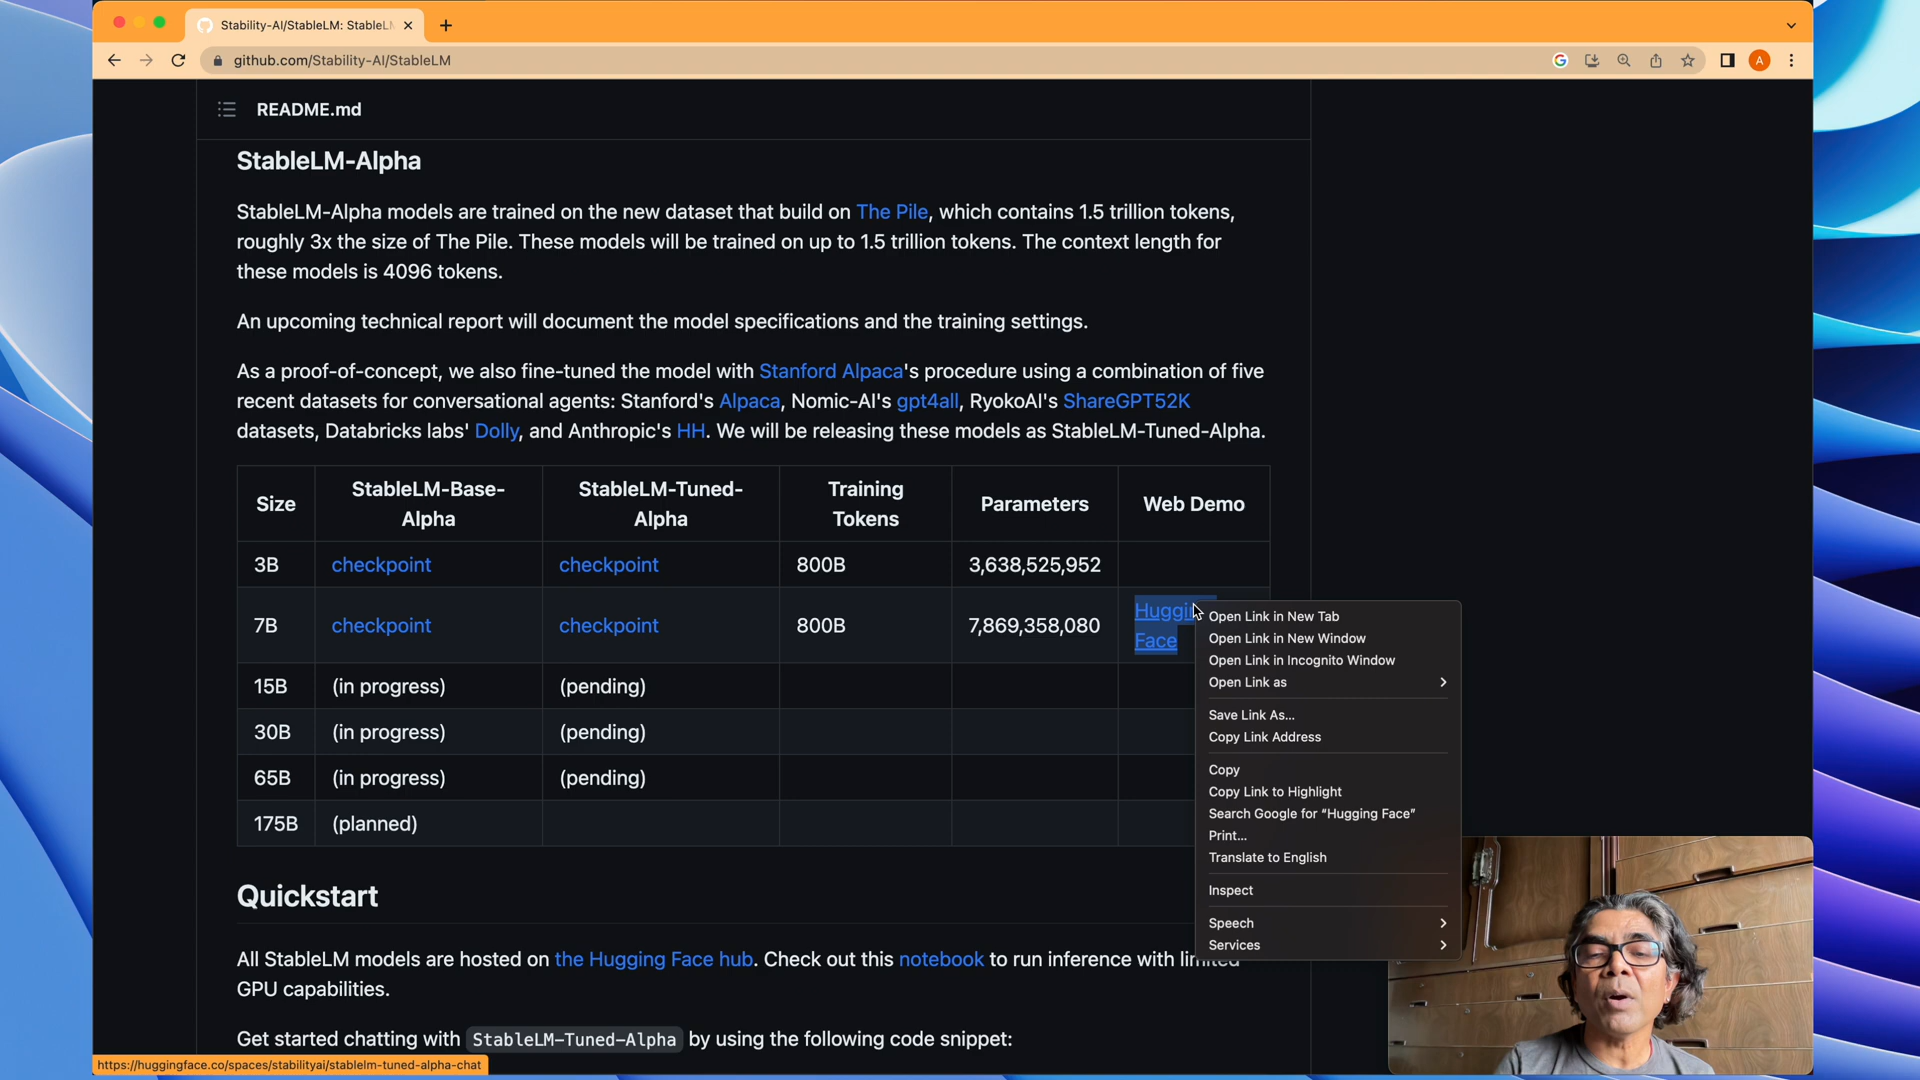 Stability-AI/StableLM: StableL
github.com/Stability-AI/StableLM
A
README.md
StableLM-Alpha
StableLM-Alpha models are trained on the new dataset that build on The Pile, which contains 1.5 trillion tokens,
roughly 3x the size of The Pile. These models will be trained on up to 1.5 trillion tokens. The context length for
these models is 4096 tokens.
An upcoming technical report will document the model specifications and the training settings.
As a proof-of-concept, we also fine-tuned the model with Stanford Alpaca's procedure using a combination of five
recent datasets for conversational agents: Stanford's Alpaca, Nomic-AI's gpt4all, RyokoAI's ShareGPT52K
datasets, Databricks labs' Dolly, and Anthropic's HH. We will be releasing these models as StableLM-Tuned-Alpha.
Size StableLM-Base-Alpha StableLM-Tuned-Alpha Training Tokens Parameters Web Demo
3B checkpoint checkpoint 800B 3,638,525,952
7B checkpoint checkpoint 800B 7,869,358,080 Huggin Face
15B (in progress) (pending)
30B (in progress) (pending)
65B (in progress) (pending)
175B (planned)
Open Link in New Tab
Open Link in New Window
Open Link in Incognito Window
Open Link as
Save Link As...
Copy Link Address
Copy
Copy Link to Highlight
Search Google for “Hugging Face”
Print...
Translate to English
Inspect
Speech
Services
Quickstart
All StableLM models are hosted on the Hugging Face hub. Check out this notebook to run inference with limited
GPU capabilities.
Get started chatting with StableLM-Tuned-Alpha by using the following code snippet:
https://huggingface.co/spaces/stabilityai/stablelm-tuned-alpha-chat